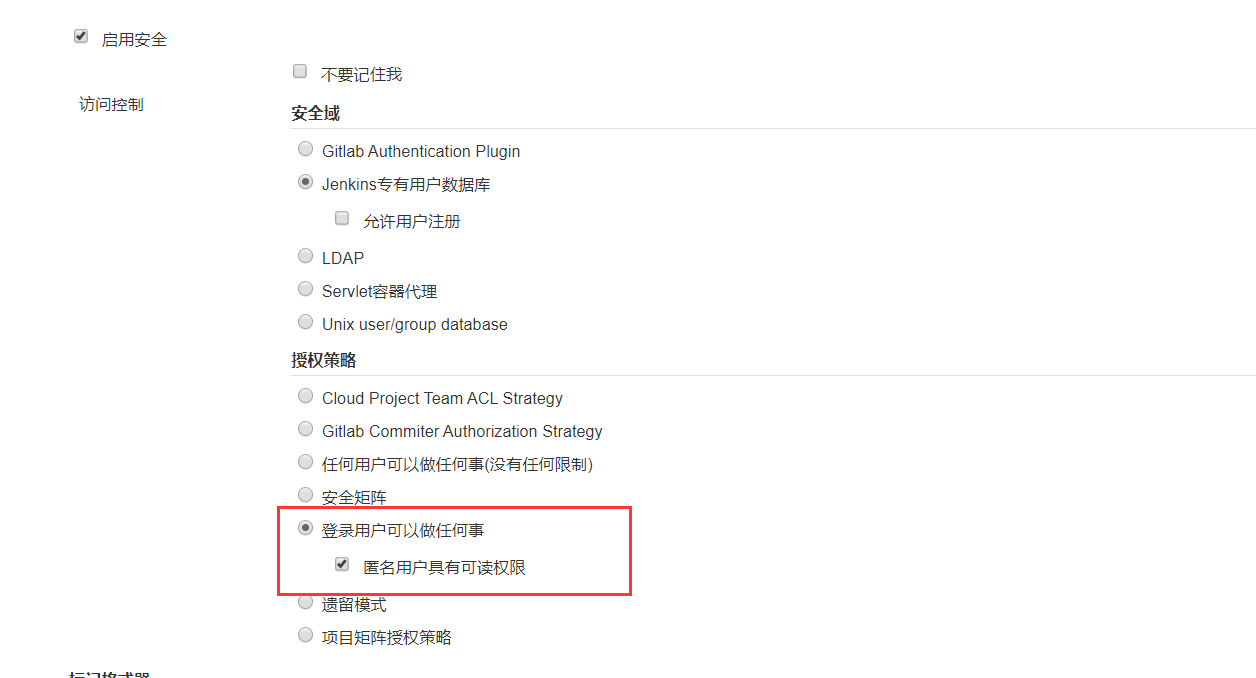 启用安全
不要记住我
访问控制
安全域
Gitlab Authentication Plugin
Jenkins专有用户数据库
允许用户注册
LDAP
Servlet容器代理
Unix user/group database
授权策略
Cloud Project Team ACL Strategy
Gitlab Commiter Authorization Strategy
任何用户可以做任何事(没有任何限制)
安全矩阵
登录用户可以做任何事
匿名用户具有可读权限
遗留模式
项目矩阵授权策略
标记格式器